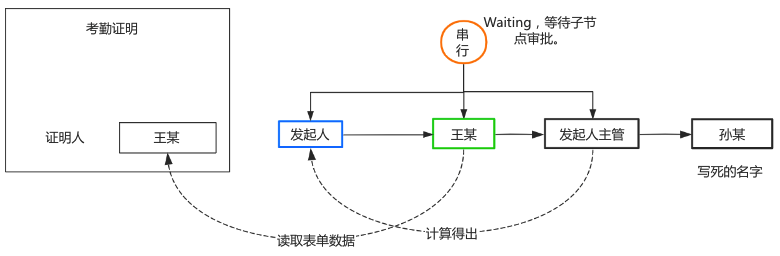 考勤证明
证明人
王某
串
行
Waiting，等待子节
点审批。
发起人
王某
发起人主管
孙某
写死的名字
读取表单数据
计算得出